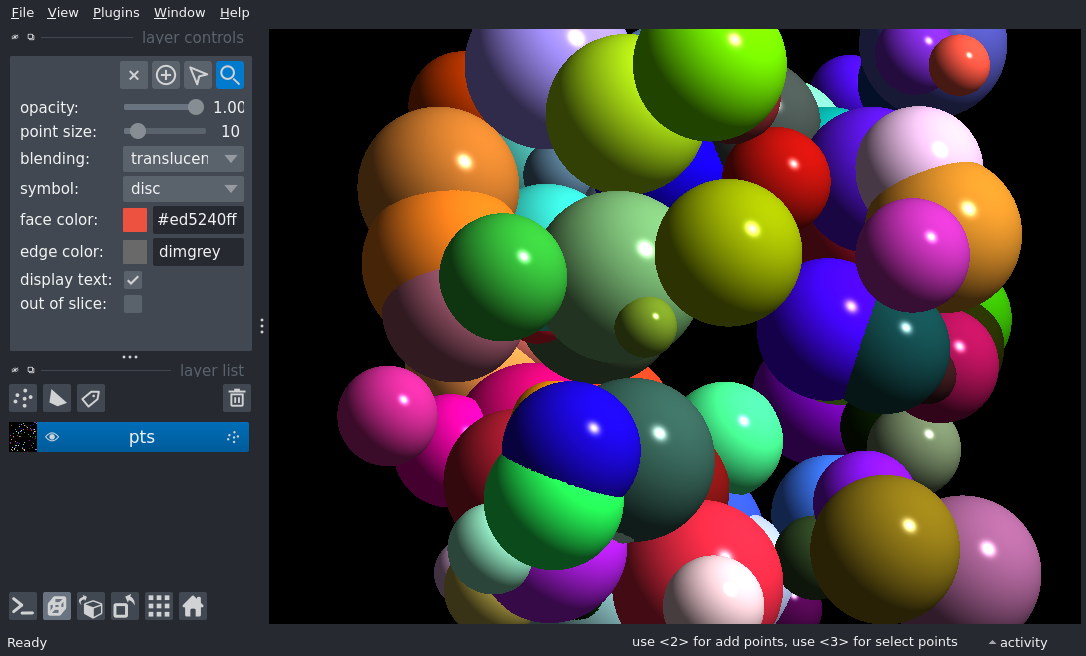 File View Plugins Window Help
layer controls
opacity: 1.00
point size: 10
blending: translucen
symbol: disc
face color: #ed5240ff
edge color: dimgrey
display text:
out of slice:
layer list
pts
Ready use <2> for add points, use <3> for select points activity